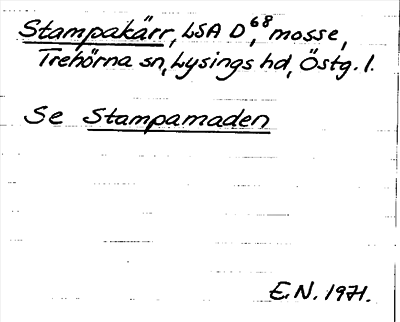 Stampakärr, LSA D⁶⁸, mosse,
Trehörna sn, Lysings hd, Östg. l.
Se Stampamaden
E.N. 1971.